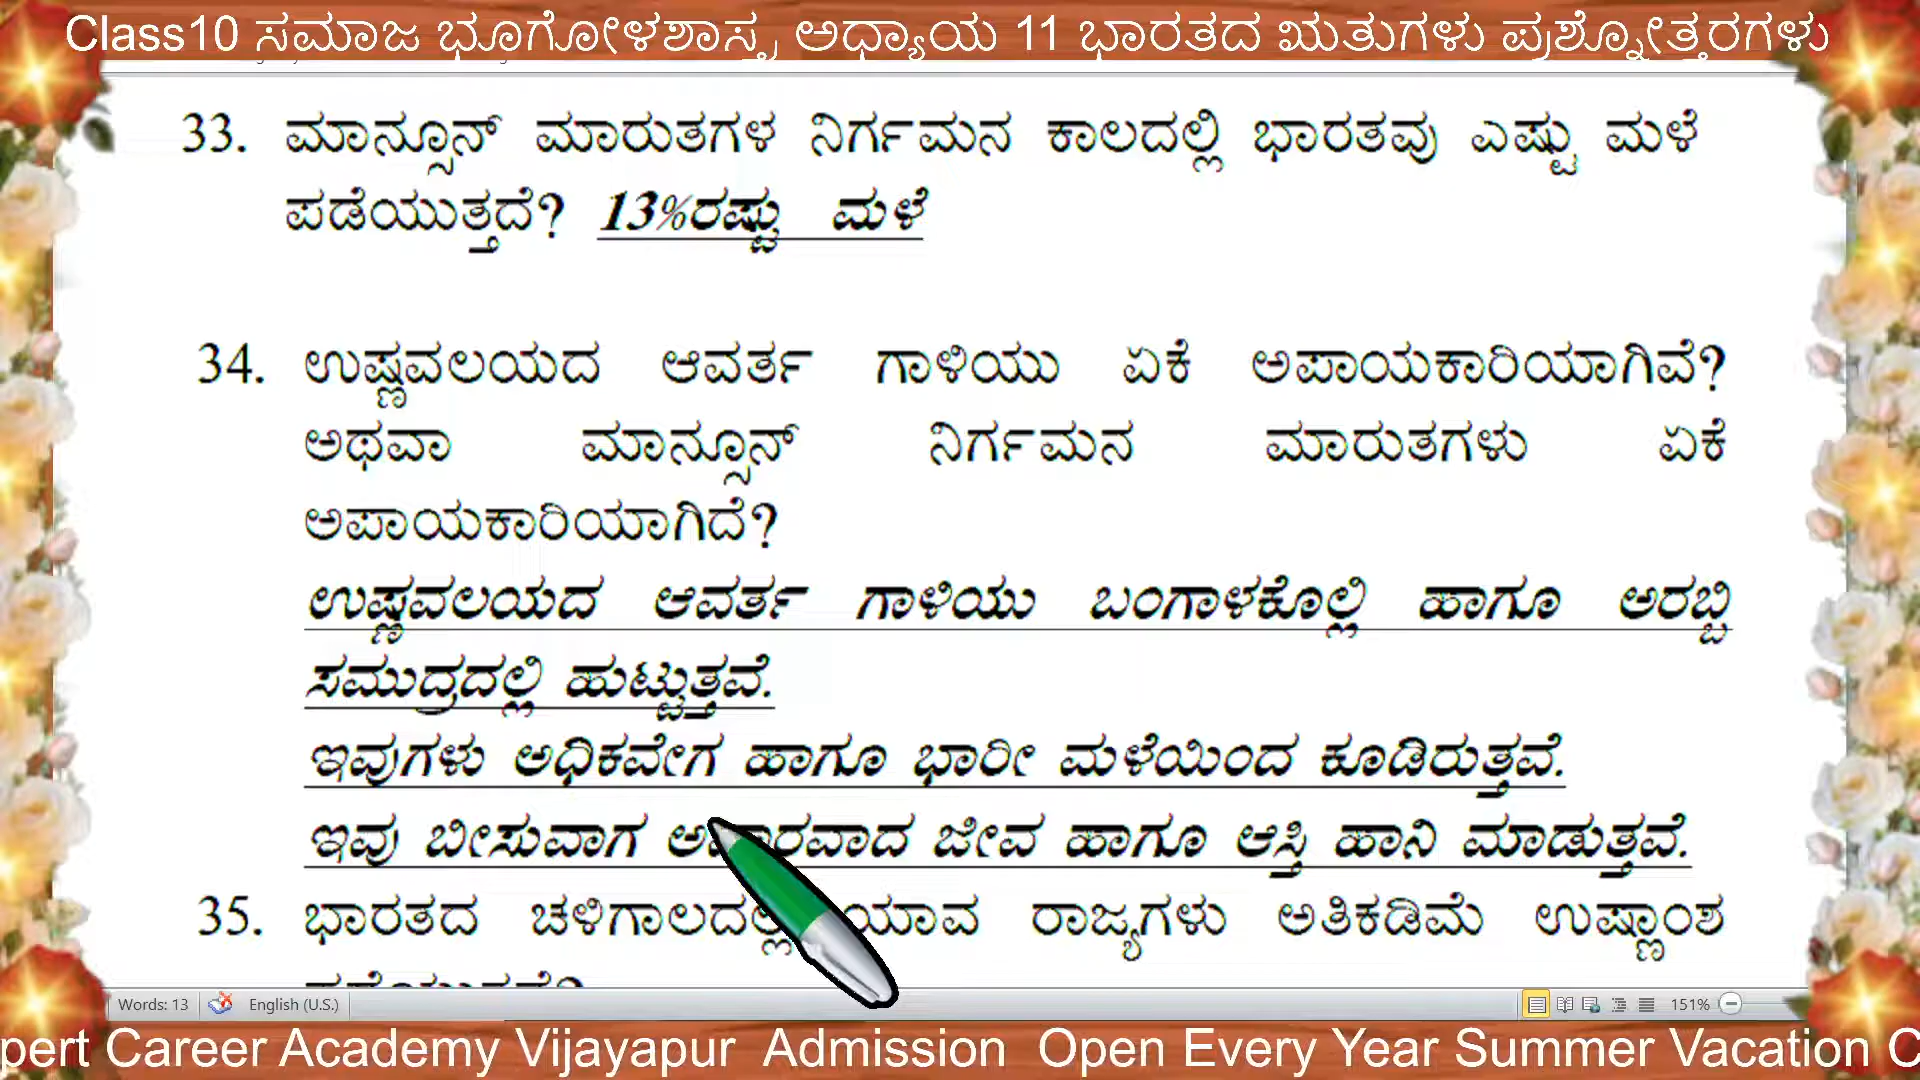 Class10 ಸಮಾಜ ಭೂಗೋಳಶಾಸ್ತ್ರ ಅಧ್ಯಾಯ 11 ಭಾರತದ ಋತುಗಳು ಪ್ರಶ್ನೋತ್ತರಗಳು
33. ಮಾನ್ಸೂನ್ ಮಾರುತಗಳ ನಿರ್ಗಮನ ಕಾಲದಲ್ಲಿ ಭಾರತವು ಎಷ್ಟು ಮಳೆ
ಪಡೆಯುತ್ತದೆ? 13%ರಷ್ಟು ಮಳೆ
34. ಉಷ್ಣವಲಯದ ಆವರ್ತ ಗಾಳಿಯು ಏಕೆ ಅಪಾಯಕಾರಿಯಾಗಿವೆ?
ಅಥವಾ ಮಾನ್ಸೂನ್ ನಿರ್ಗಮನ ಮಾರುತಗಳು ಏಕೆ
ಅಪಾಯಕಾರಿಯಾಗಿದೆ?
ಉಷ್ಣವಲಯದ ಆವರ್ತ ಗಾಳಿಯು ಬಂಗಾಳಕೊಲ್ಲಿ ಹಾಗೂ ಅರಬ್ಬಿ
ಸಮುದ್ರದಲ್ಲಿ ಹುಟ್ಟುತ್ತವೆ.
ಇವುಗಳು ಅಧಿಕವೇಗ ಹಾಗೂ ಭಾರೀ ಮಳೆಯಿಂದ ಕೂಡಿರುತ್ತವೆ.
ಇವು ಬೀಸುವಾಗ ಜೀವ ಹಾಗೂ ಆಸ್ತಿ ಹಾನಿ ಮಾಡುತ್ತವೆ.
35. ಭಾರತದ ಚಳಿಗಾಲದಲ್ಲಿ ಯಾವ ರಾಜ್ಯಗಳು ಅತಿಕಡಿಮೆ ಉಷ್ಣಾಂಶ
Words: 13 English (U.S.) 151%
pert Career Academy Vijayapur Admission Open Every Year Summer Vacation C